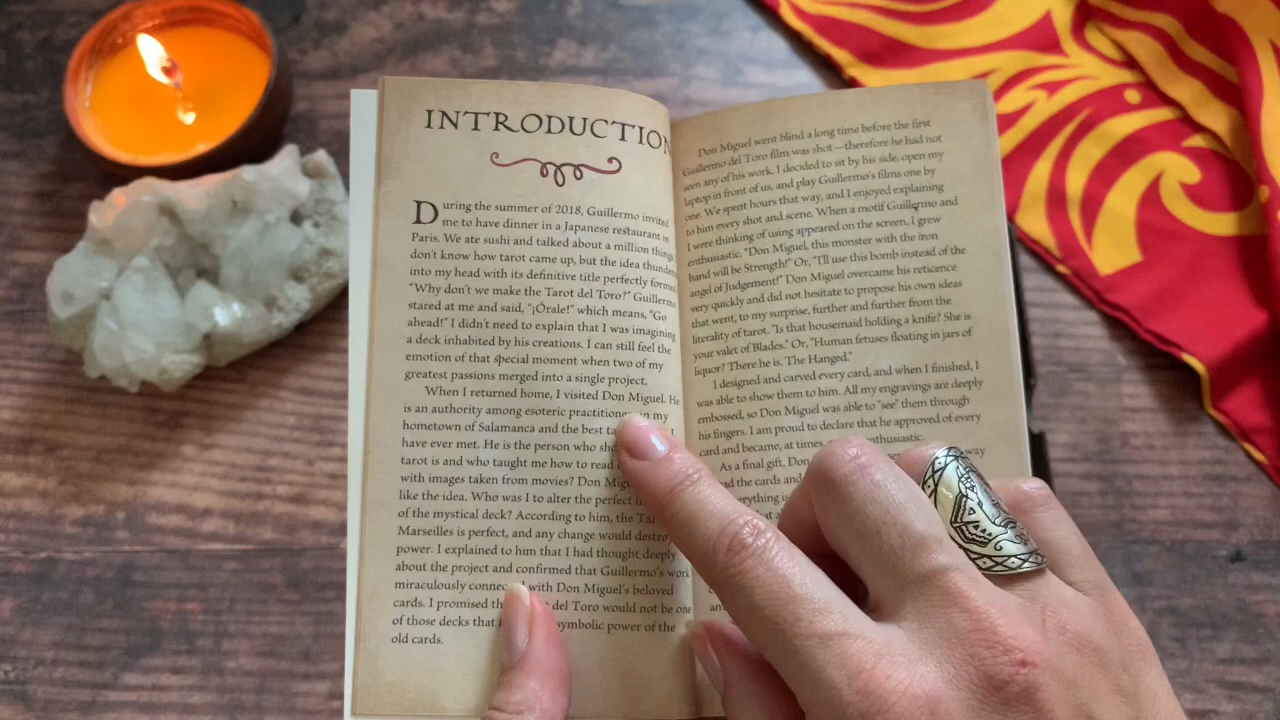 INTRODUCTION
During the summer of 2018, Guillermo invited
me to have dinner in a Japanese restaurant in
Paris. We ate sushi and talked about a million things
don't know how tarot came up, but the idea thunder
into my head with its definitive title perfectly formed
"Why don't we make the Tarot del Toro?" Guillermo
stared at me and said, "¡Órale!" which means, "Go
ahead!" I didn't need to explain that I was imagining
a deck inhabited by his creations. I can still feel the
emotion of that special moment when two of my
greatest passions merged into a single project.
When I returned home, I visited Don Miguel. He
is an authority among esoteric practitioners in my
hometown of Salamanca and the best
have ever met. He is the person who
tarot is and who taught me how to read
with images taken from movies? Don
like the idea. Who was I to alter the perfect
of the mystical deck? According to him, the
Marseilles is perfect, and any change would destroy
power. I explained to him that I had thought deeply
about the project and confirmed that Guillermo's work
miraculously with Don Miguel's beloved
cards. I promised del Toro would not be one
of those decks that symbolic power of the
old cards.
Don Miguel went blind a long time before the first
Guillermo del Toro film was shot—therefore he had not
seen any of his work. I decided to sit by his side, open my
laptop in front of us, and play Guillermo's films one by
one. We spent hours that way, and I enjoyed explaining
to him every shot and scene. When a motif Guillermo and
I were thinking of using appeared on the screen, I grew
enthusiastic. "Don Miguel, this monster with the iron
hand will be Strength!" Or, "I'll use this bomb instead of the
angel of Judgement!" Don Miguel overcame his reticence
very quickly and did not hesitate to propose his own ideas
that went, to my surprise, further and further from the
literality of tarot. "Is that housemaid holding a knife? She is
your valet of Blades." Or, "Human fetuses floating in jars of
liquor? There he is. The Hanged."
I designed and carved every card, and when I finished, I
was able to show them to him. All my engravings are deeply
embossed, so Don Miguel was able to "see" them through
his fingers. I am proud to declare that he approved of every
card and became, at times, enthusiastic.
As a final gift, Don way
the cards and